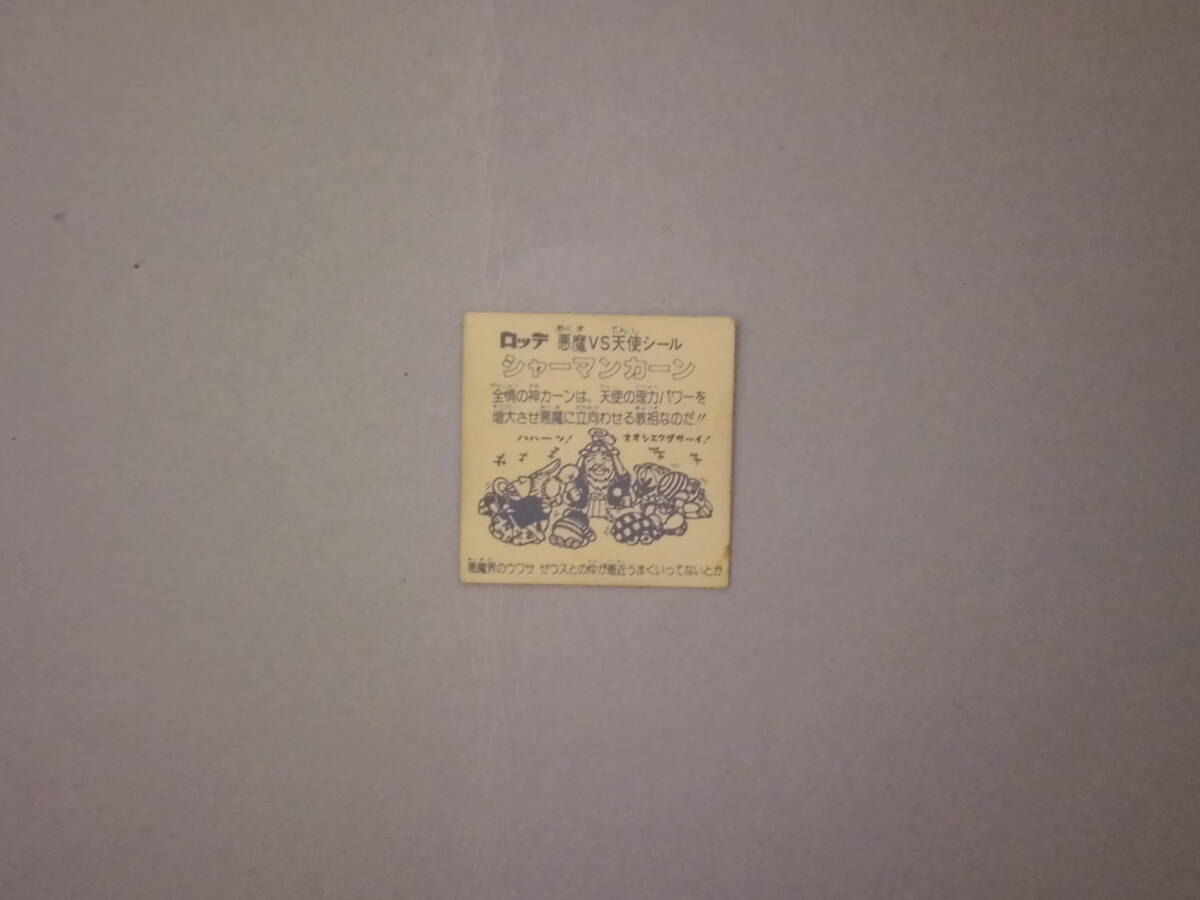 ロッテ 悪魔VS天使シール
シャーマンカーン
全情の神カーンは、天使の理力パワーを
増大させ悪魔に立向わせる教祖なのだ!!
ハハーッ! オオシエクダサーイ!
悪魔界のウワサ ゼウスとの仲が最近うまくいってないとか